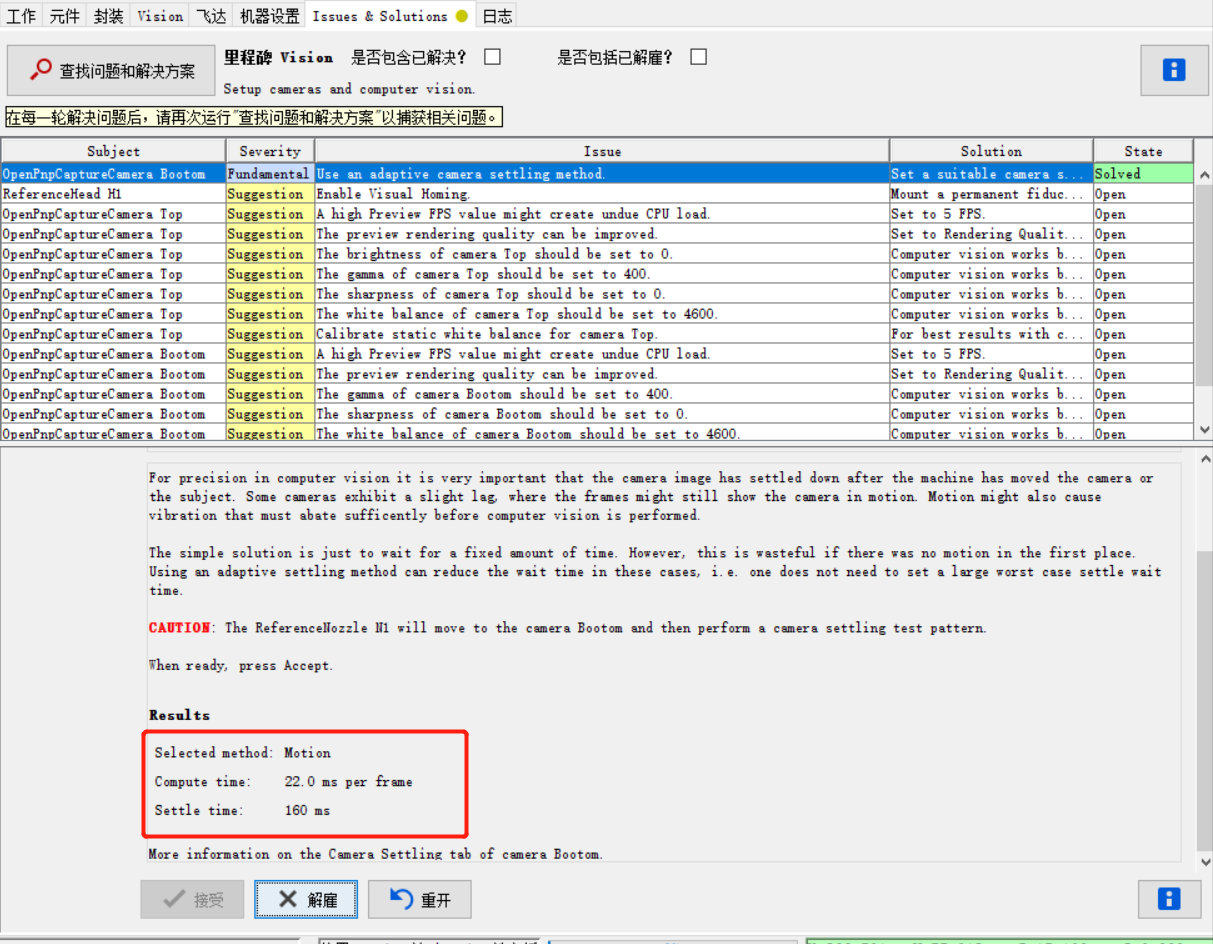 工作 元件 封装 Vision 飞达 机器设置 Issues & Solutions 日志
查找问题和解决方案
里程碑 Vision 是否包含已解决? 是否包括已解雇?
Setup cameras and computer vision.
在每一轮解决问题后，请再次运行"查找问题和解决方案"以捕获相关问题。
Subject Severity Issue Solution State
OpenPnpCaptureCamera Bootom Fundamental Use an adaptive camera settling method. Set a suitable camera s... Solved
ReferenceHead H1 Suggestion Enable Visual Homing. Mount a permanent fiduc... Open
OpenPnpCaptureCamera Top Suggestion A high Preview FPS value might create undue CPU load. Set to 5 FPS. Open
OpenPnpCaptureCamera Top Suggestion The preview rendering quality can be improved. Set to Rendering Qualit... Open
OpenPnpCaptureCamera Top Suggestion The brightness of camera Top should be set to 0. Computer vision works b... Open
OpenPnpCaptureCamera Top Suggestion The gamma of camera Top should be set to 400. Computer vision works b... Open
OpenPnpCaptureCamera Top Suggestion The sharpness of camera Top should be set to 0. Computer vision works b... Open
OpenPnpCaptureCamera Top Suggestion The white balance of camera Top should be set to 4600. Computer vision works b... Open
OpenPnpCaptureCamera Top Suggestion Calibrate static white balance for camera Top. For best results with c... Open
OpenPnpCaptureCamera Bootom Suggestion A high Preview FPS value might create undue CPU load. Set to 5 FPS. Open
OpenPnpCaptureCamera Bootom Suggestion The preview rendering quality can be improved. Set to Rendering Qualit... Open
OpenPnpCaptureCamera Bootom Suggestion The gamma of camera Bootom should be set to 400. Computer vision works b... Open
OpenPnpCaptureCamera Bootom Suggestion The sharpness of camera Bootom should be set to 0. Computer vision works b... Open
OpenPnpCaptureCamera Bootom Suggestion The white balance of camera Bootom should be set to 4600. Computer vision works b... Open
For precision in computer vision it is very important that the camera image has settled down after the machine has moved the camera or
the subject. Some cameras exhibit a slight lag, where the frames might still show the camera in motion. Motion might also cause
vibration that must abate sufficently before computer vision is performed.
The simple solution is just to wait for a fixed amount of time. However, this is wasteful if there was no motion in the first place.
Using an adaptive settling method can reduce the wait time in these cases, i.e. one does not need to set a large worst case settle wait
time.
CAUTION: The ReferenceNozzle N1 will move to the camera Bootom and then perform a camera settling test pattern.
When ready, press Accept.
Results
Selected method: Motion
Compute time: 22.0 ms per frame
Settle time: 160 ms
More information on the Camera Settling tab of camera Bootom.
接受 解雇 重开